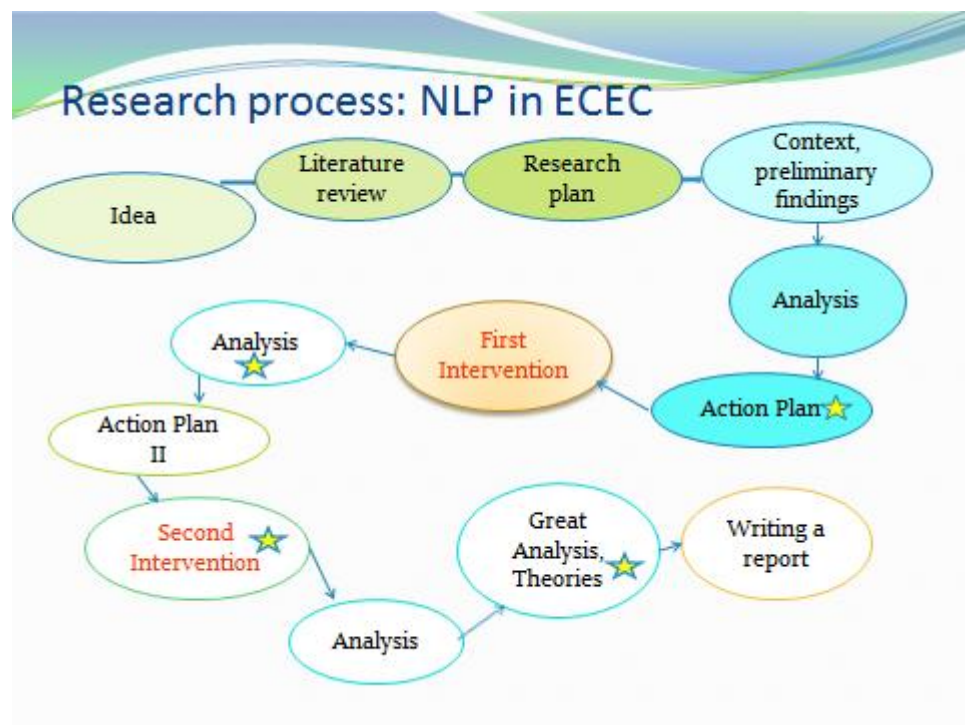 Research process: NLP in ECEC
Idea
Literature
review
Research
plan
Context,
preliminary
findings
Analysis
Action Plan
First
Intervention
Analysis
Action Plan
II
Second
Intervention
Analysis
Great
Analysis,
Theories
Writing a
report